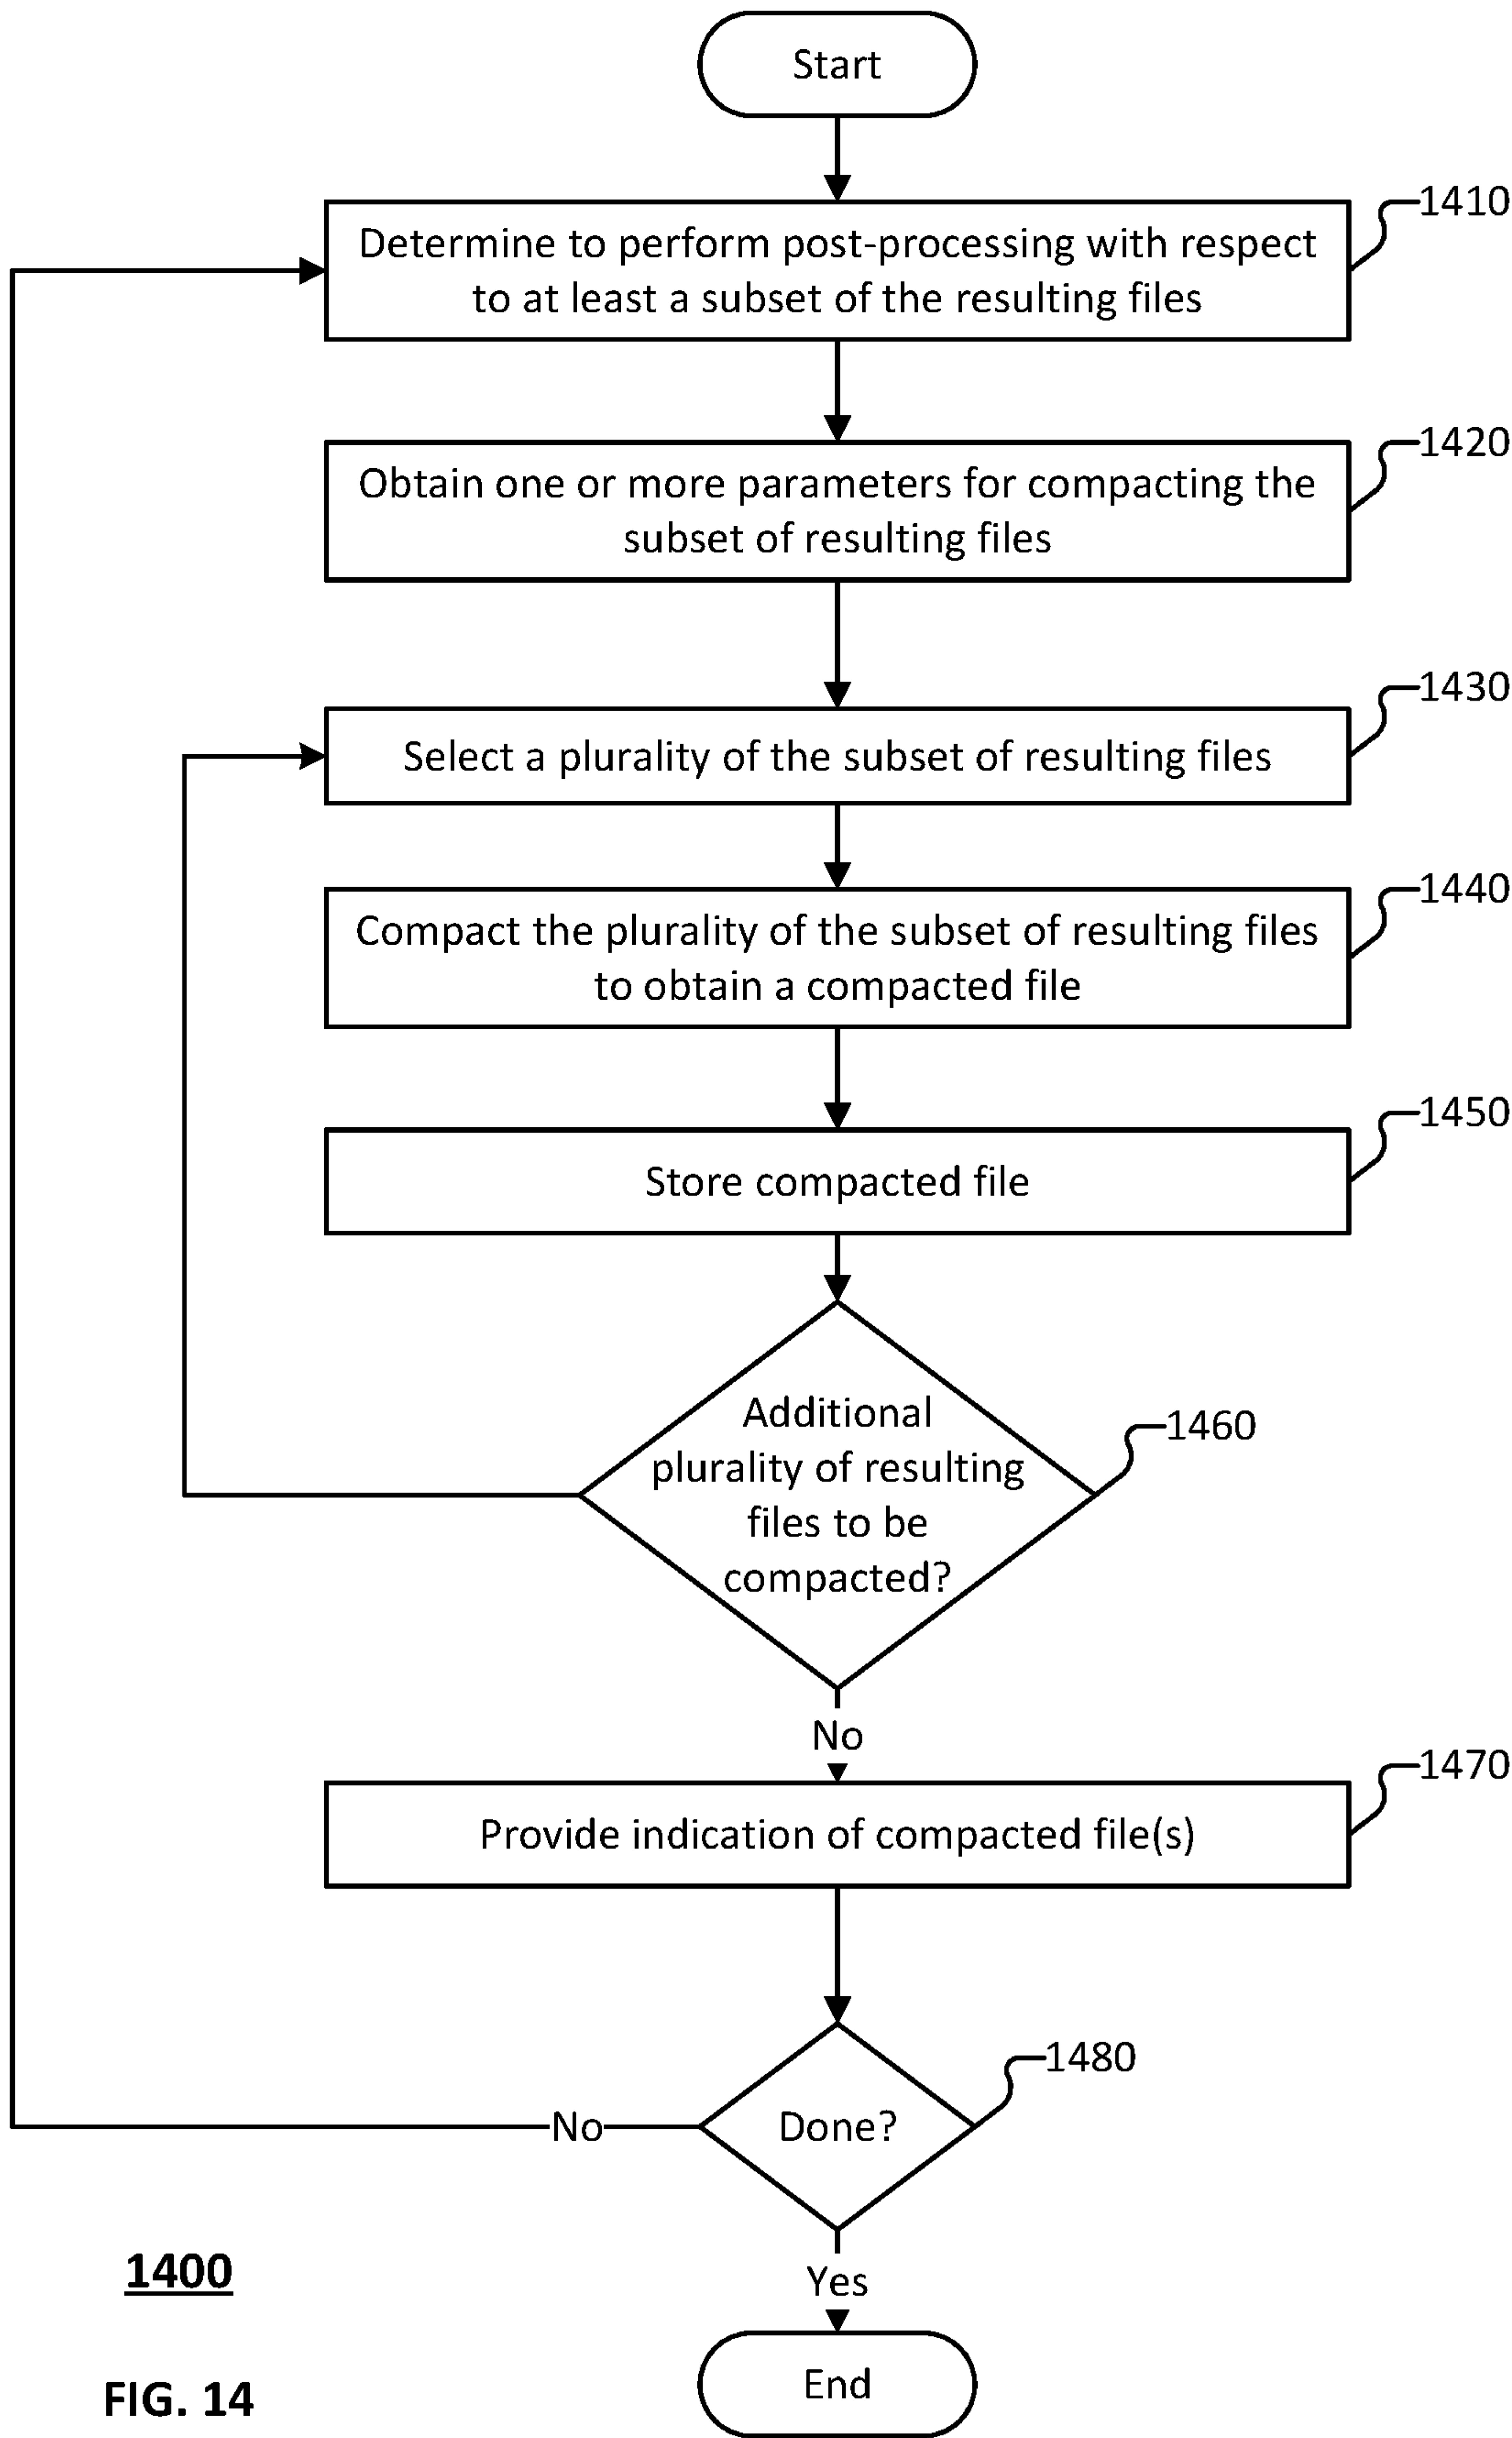 Start
1410
Determine to perform post-processing with respect
to at least a subset of the resulting files
1420
Obtain one or more parameters for compacting the
subset of resulting files
1430
Select a plurality of the subset of resulting files
1440
Compact the plurality of the subset of resulting files
to obtain a compacted file
1450
Store compacted file
Additional
plurality of resulting
files to be
compacted?
1460
No
1470
Provide indication of compacted file(s)
1480
Done?
No
Yes
End
1400
FIG. 14